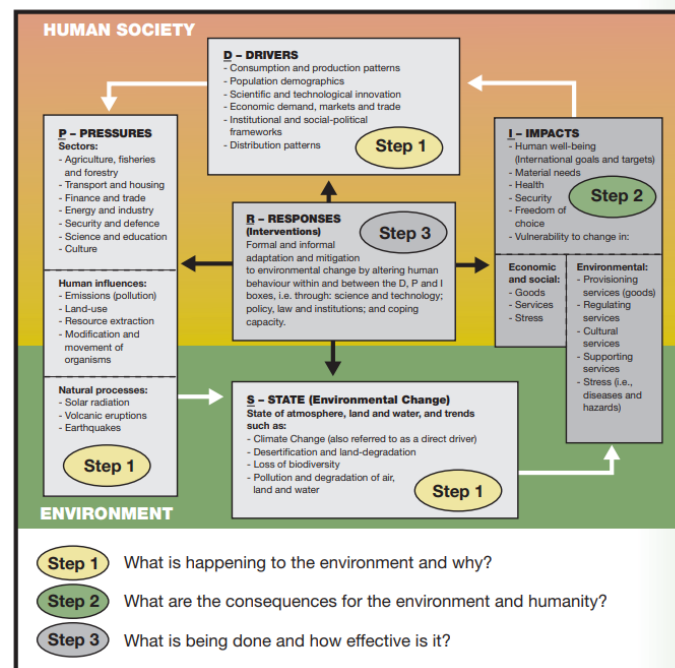 HUMAN SOCIETY
D – DRIVERS
- Consumption and production patterns
- Population demographics
- Scientific and technological innovation
- Economic demand, markets and trade
- Institutional and social-political
frameworks
- Distribution patterns
Step 1
P – PRESSURES
Sectors:
- Agriculture, fisheries
and forestry
- Transport and housing
- Finance and trade
- Energy and industry
- Security and defence
- Science and education
- Culture
Human influences:
- Emissions (pollution)
- Land-use
- Resource extraction
- Modification and
movement of
organisms
Natural processes:
- Solar radiation
- Volcanic eruptions
- Earthquakes
Step 1
R – RESPONSES
(Interventions)
Step 3
Formal and informal
adaptation and mitigation
to environmental change by altering human
behaviour within and between the D, P and I
boxes, i.e. through: science and technology;
policy, law and institutions; and coping
capacity.
I – IMPACTS
- Human well-being
(International goals and targets)
- Material needs
- Health
- Security
- Freedom of
choice
- Vulnerability to change in:
Step 2
Economic
and social:
- Goods
- Services
- Stress
Environmental:
- Provisioning
services (goods)
- Regulating
services
- Cultural
services
- Supporting
services
- Stress (i.e.,
diseases and
hazards)
S – STATE (Environmental Change)
State of atmosphere, land and water, and trends
such as:
- Climate Change (also referred to as a direct driver)
- Desertification and land-degradation
- Loss of biodiversity
- Pollution and degradation of air,
land and water
Step 1
ENVIRONMENT
Step 1 What is happening to the environment and why?
Step 2 What are the consequences for the environment and humanity?
Step 3 What is being done and how effective is it?